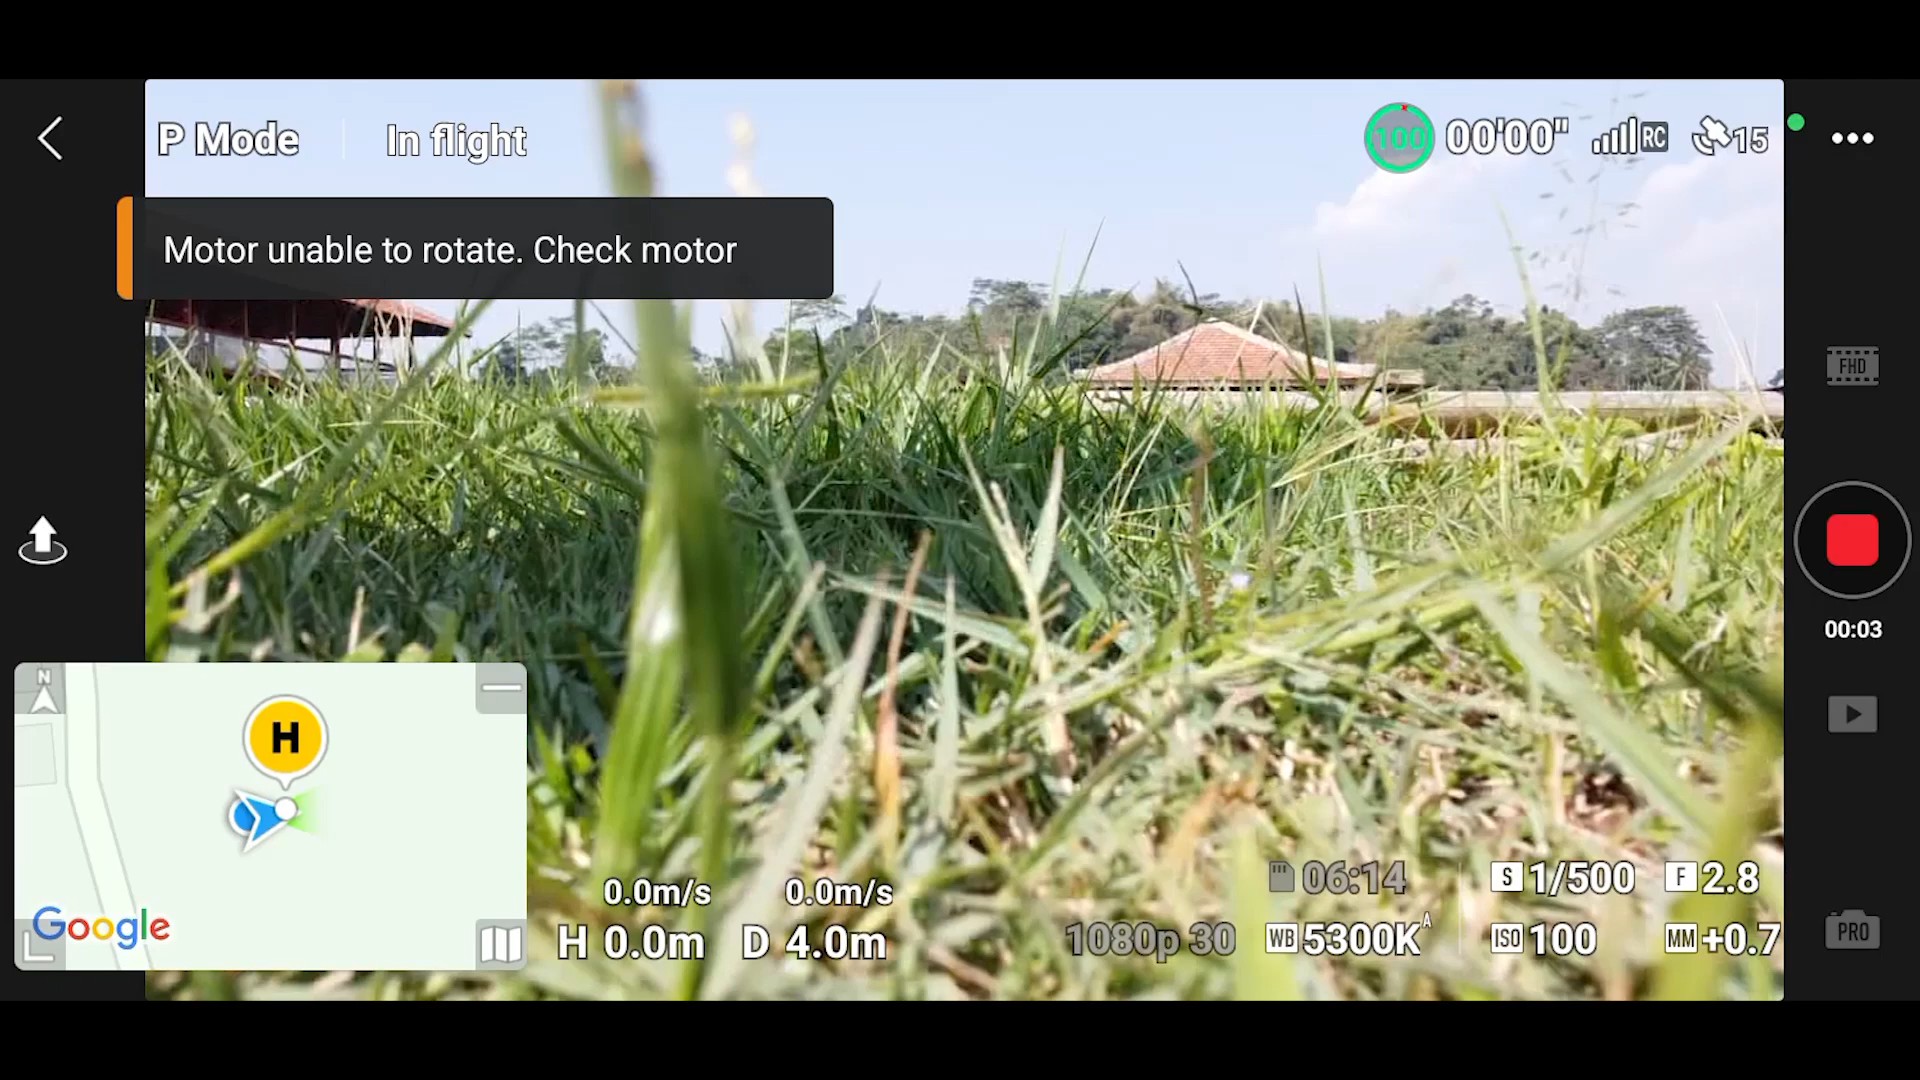 P Mode
In flight
100
00'00"
RC
15
Motor unable to rotate. Check motor
FHD
00:03
N
H
Google
0.0m/s
0.0m/s
H 0.0m
D 4.0m
06:14
S 1/500
F 2.8
1080p 30
WB 5300K A
ISO 100
MM +0.7
PRO